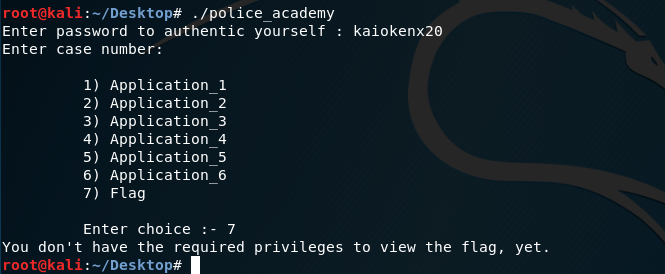 root@kali:~/Desktop# ./police_academy
Enter password to authentic yourself : kaiokenx20
Enter case number:
1) Application_1
2) Application_2
3) Application_3
4) Application_4
5) Application_5
6) Application_6
7) Flag
Enter choice :- 7
You don't have the required privileges to view the flag, yet.
root@kali:~/Desktop#